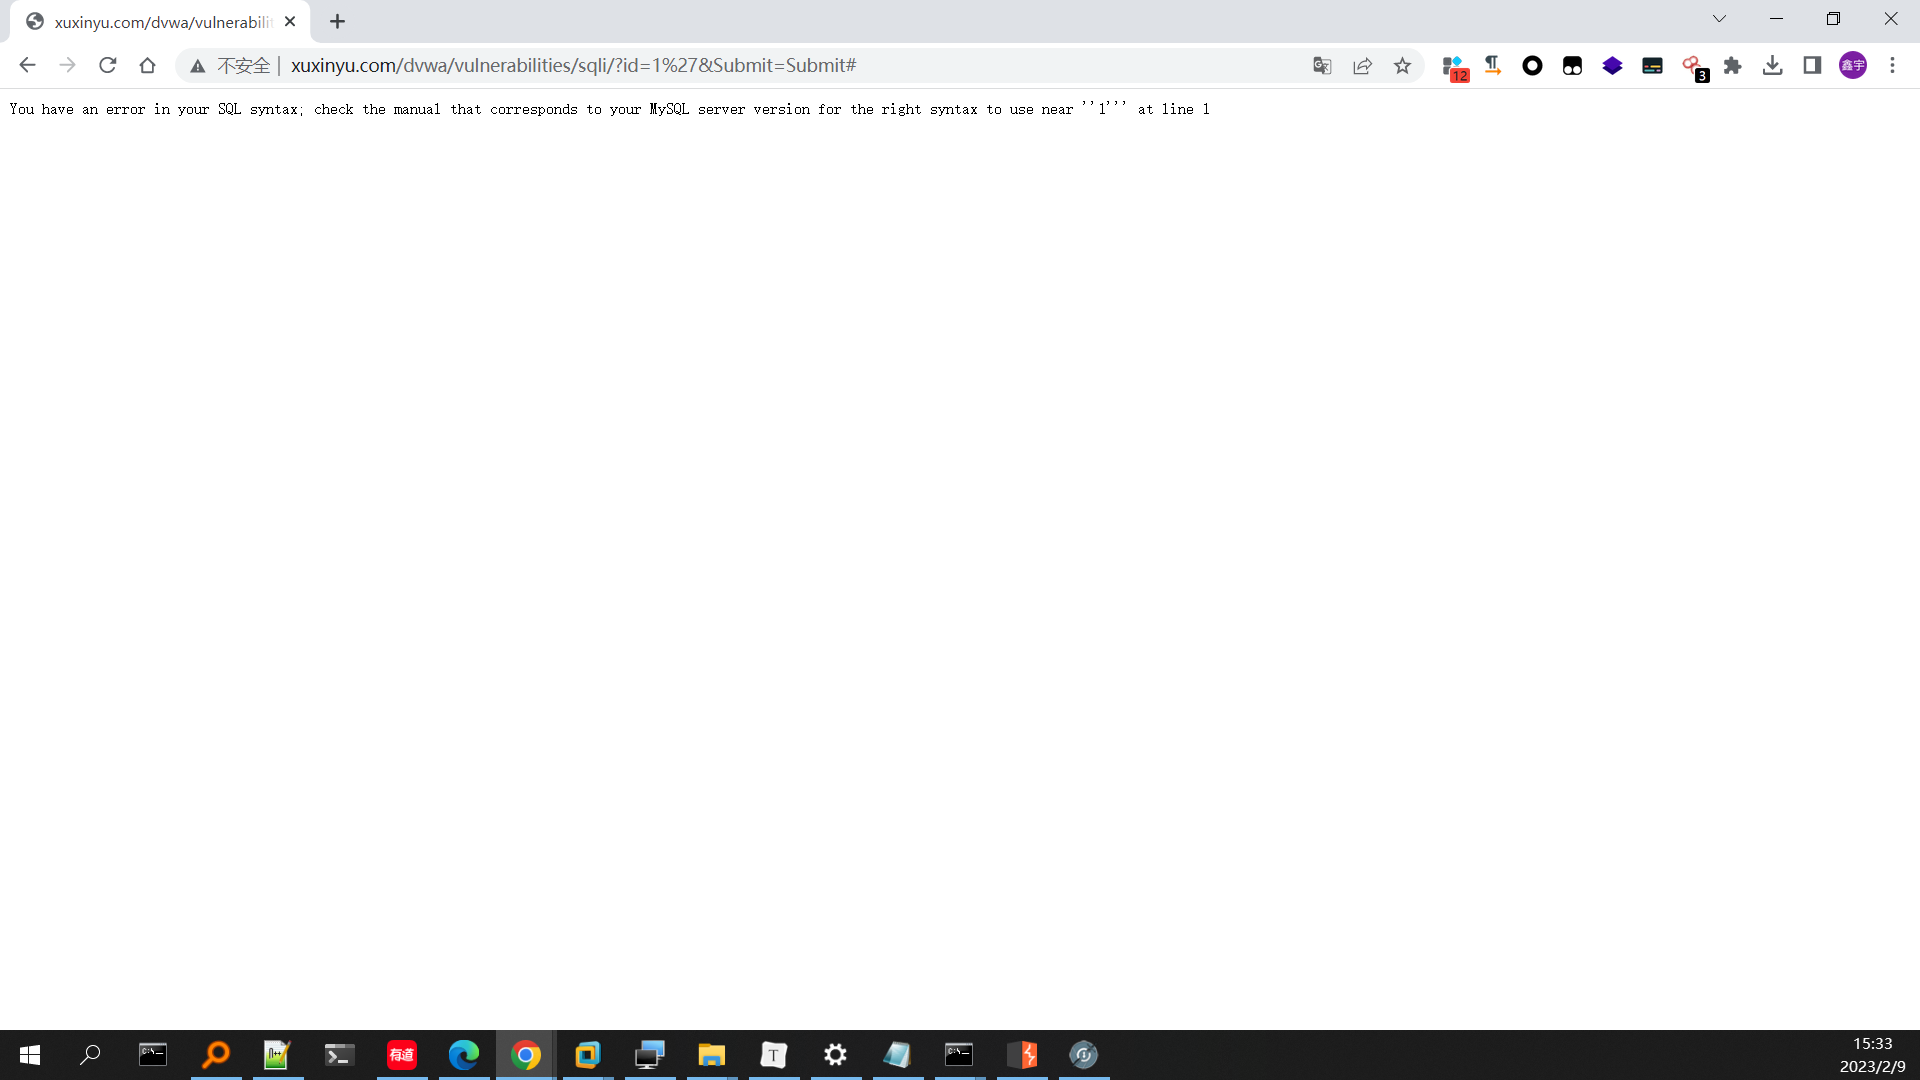 xuxinyu.com/dvwa/vulnerabilit
不安全 | xuxinyu.com/dvwa/vulnerabilities/sqli/?id=1%27&Submit=Submit#
12
3
鑫宇
You have an error in your SQL syntax; check the manual that corresponds to your MySQL server version for the right syntax to use near ''1''' at line 1
有道
T
15:33
2023/2/9